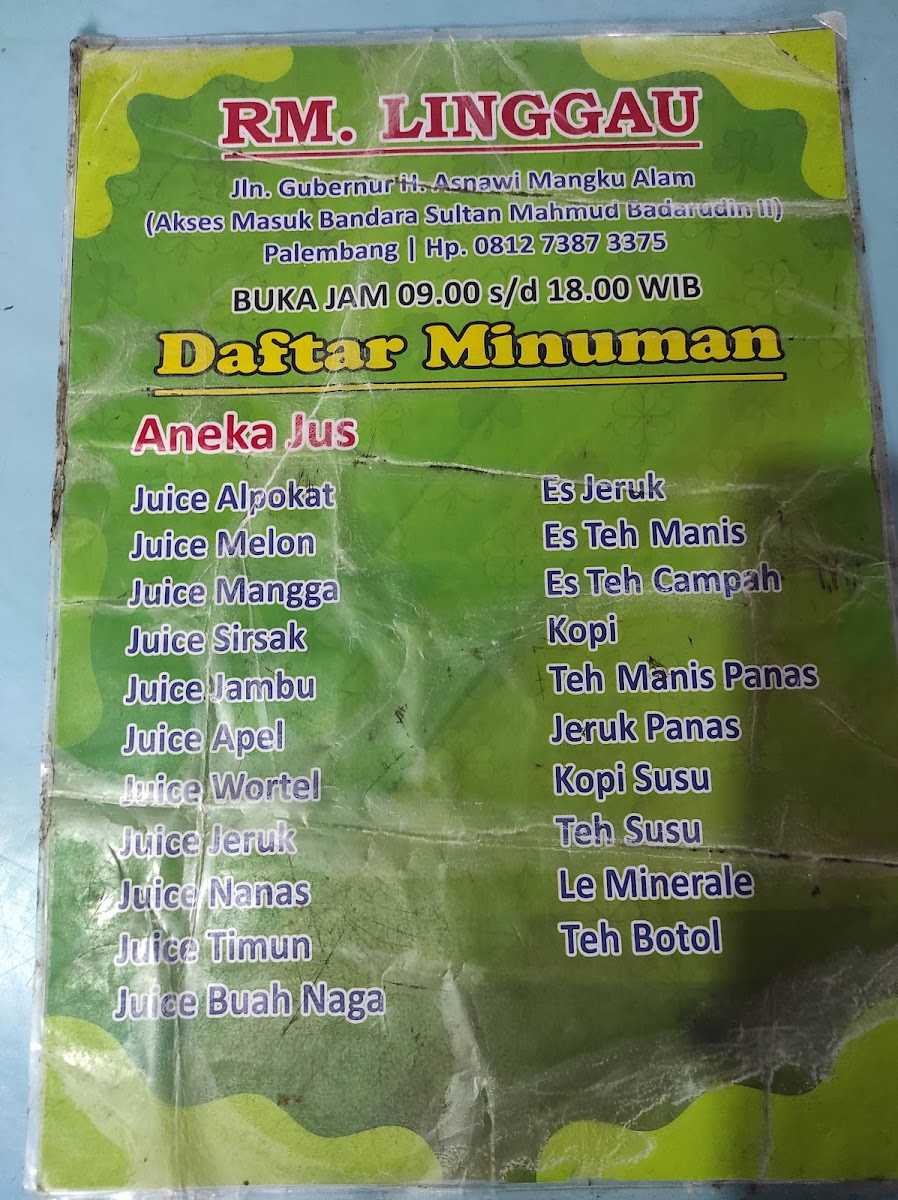 RM. LINGGAU
Jln. Gubernur H. Asnawi Mangku Alam
(Akses Masuk Bandara Sultan Mahmud Badarudin II)
Palembang | Hp. 0812 7387 3375
BUKA JAM 09.00 s/d 18.00 WIB
Daftar Minuman
Aneka Jus
Juice Alpokat
Juice Melon
Juice Mangga
Juice Sirsak
Juice Jambu
Juice Apel
Juice Wortel
Juice Jeruk
Juice Nanas
Juice Timun
Juice Buah Naga
Es Jeruk
Es Teh Manis
Es Teh Campah
Kopi
Teh Manis Panas
Jeruk Panas
Kopi Susu
Teh Susu
Le Minerale
Teh Botol